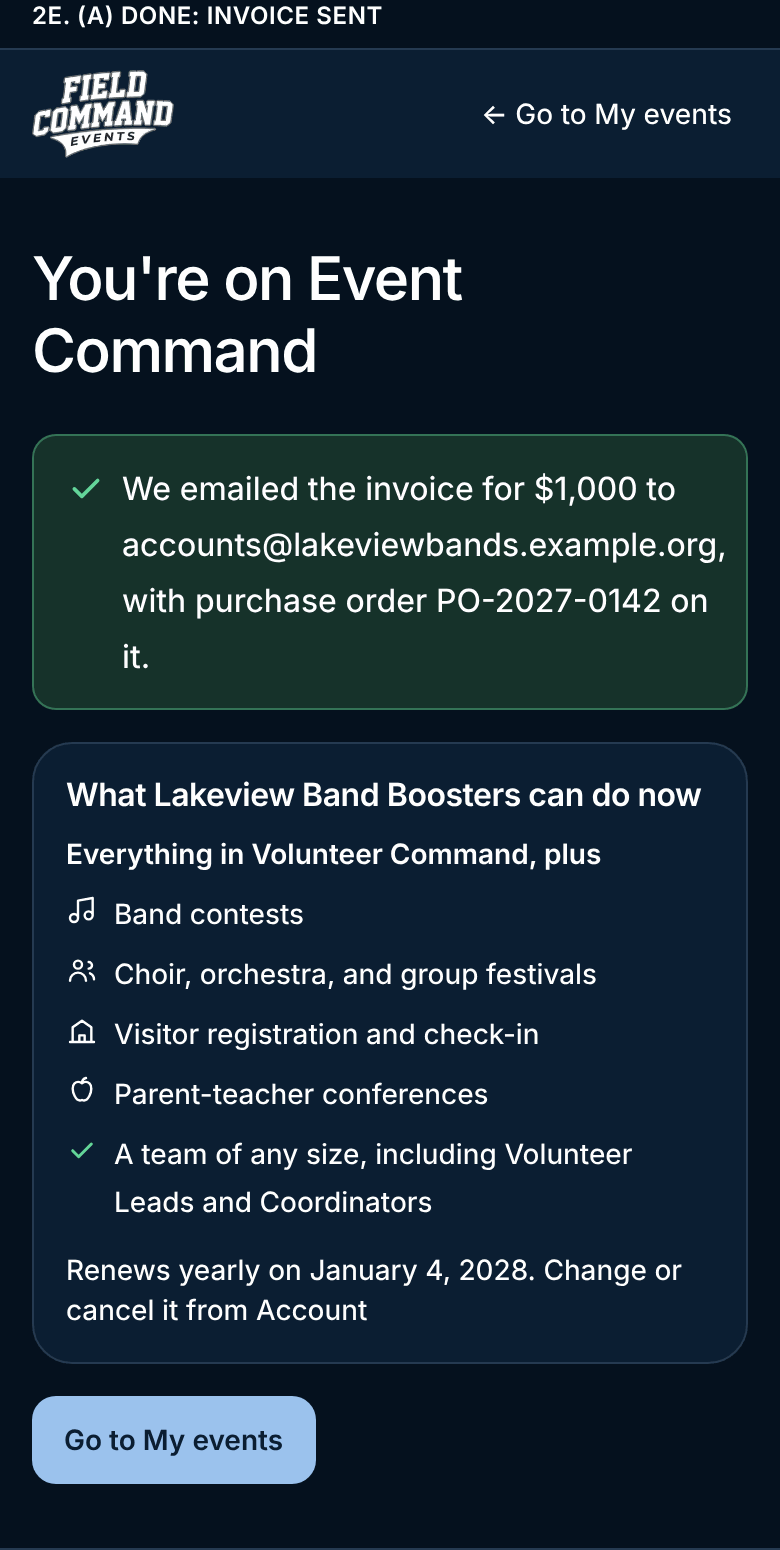 2E. (A) DONE: INVOICE SENT
FIELD
COMMAND
EVENTS
← Go to My events
You're on Event
Command
We emailed the invoice for $1,000 to
accounts@lakeviewbands.example.org,
with purchase order PO-2027-0142 on
it.
What Lakeview Band Boosters can do now
Everything in Volunteer Command, plus
Band contests
Choir, orchestra, and group festivals
Visitor registration and check-in
Parent-teacher conferences
A team of any size, including Volunteer
Leads and Coordinators
Renews yearly on January 4, 2028. Change or
cancel it from Account
Go to My events